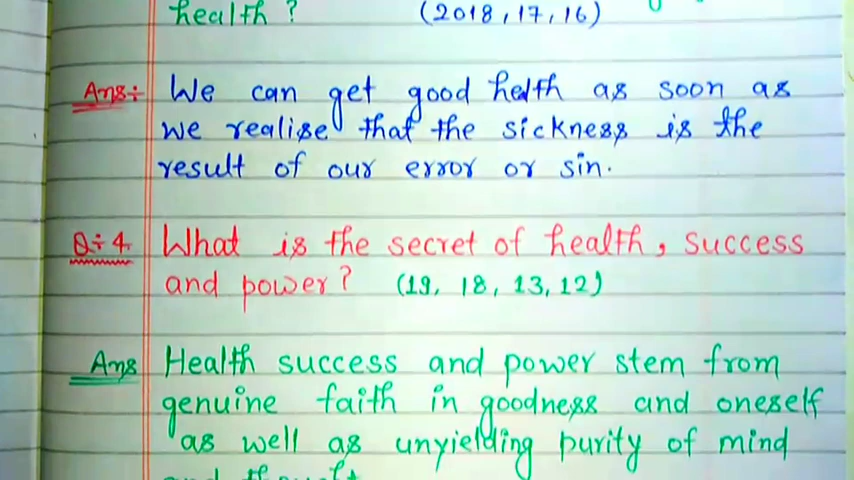 health ? (2018, 17, 16)
Ans÷ We can get good helth as soon as
we realise that the sickness is the
result of our error or sin.
Q÷4. What is the secret of health, success
and power? (19, 18, 13, 12)
Ans Health success and power stem from
genuine faith in goodness and oneself
as well as unyielding purity of mind
and